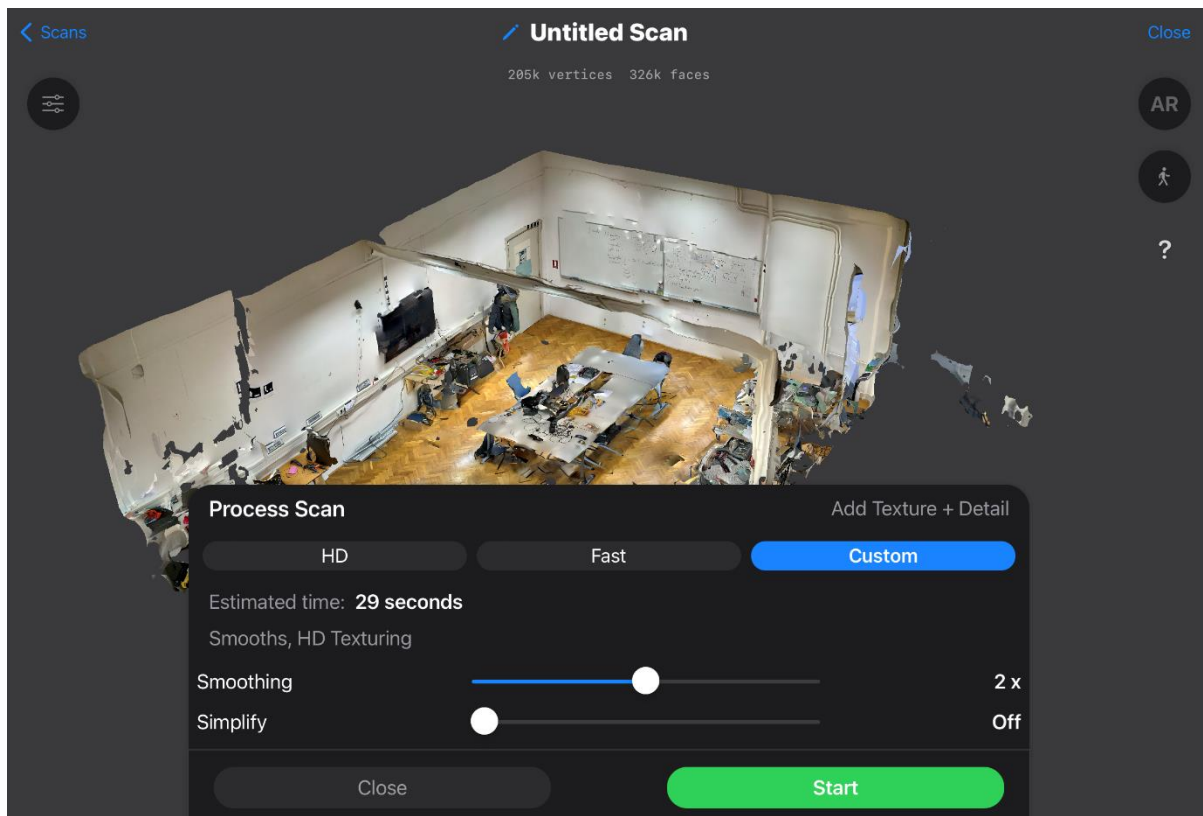 Scans
Untitled Scan
Close
205k vertices 326k faces
AR
?
Process Scan
Add Texture + Detail
HD
Fast
Custom
Estimated time: 29 seconds
Smooths, HD Texturing
Smoothing
2 x
Simplify
Off
Close
Start